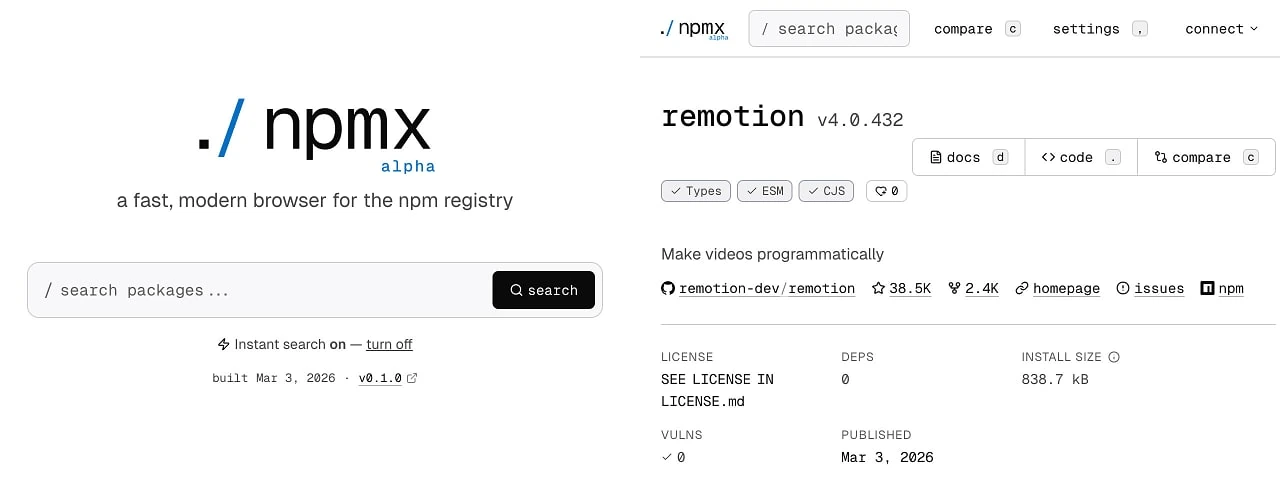 ./ npmx
alpha
a fast, modern browser for the npm registry
/ search packages...
search
Instant search on — turn off
built Mar 3, 2026 · v0.1.0
./ npmx
alpha
/ search packag
compare c
settings ,
connect
remotion v4.0.432
docs d
code .
compare c
Types
ESM
CJS
0
Make videos programmatically
remotion-dev/remotion 38.5K 2.4K homepage issues npm
LICENSE DEPS INSTALL SIZE
SEE LICENSE IN LICENSE.md 0 838.7 kB
VULNS PUBLISHED
0 Mar 3, 2026